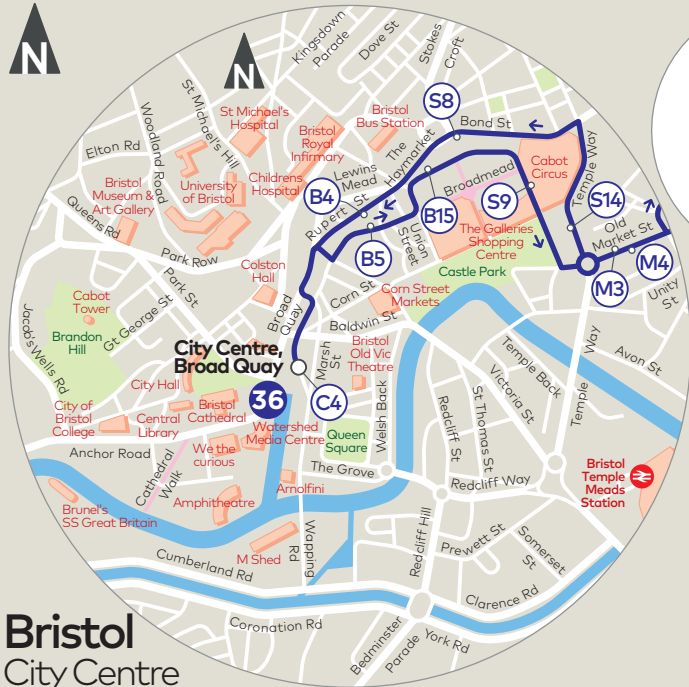 N
N
Kingsdown
Parade
Dove St
Stokes
Croft
St Michael's Hill
Woodland Road
St Michael's
Hospital
Bristol
Royal
Infirmary
Bristol
Bus Station
The
Haymarket
S8
Bond St
Elton Rd
University
of Bristol
Childrens
Hospital
Lewins
Mead
Broadmead
Cabot
Circus
Temple Way
Bristol
Museum &
Art Gallery
Queens Rd
B4
Rupert St
B15
S9
S14
Old
Market St
Park Row
B5
Union
Street
The Galleries
Shopping
Centre
M3
M4
Unity
St
Park St
Colston
Hall
Castle Park
Cabot
Tower
Gt George St
Broad
Quay
Corn St
Corn Street
Markets
Brandon
Hill
Jacob's Wells Rd
Baldwin St
Way
Avon St
City Centre,
Broad Quay
Marsh
St
Bristol
Old Vic
Theatre
Temple Back
Victoria St
City Hall
36
C4
Welsh Back
St Thomas St
Redcliff St
Temple
City of
Bristol
College
Central
Library
Bristol
Cathedral
Watershed
Media Centre
Queen
Square
Anchor Road
We the
curious
The Grove
Redcliff Way
Bristol
Temple
Meads
Station
Cathedral
Walk
Amphitheatre
Arnolfini
Brunel's
SS Great Britain
Wapping
Rd
Redcliff Hill
Prewett St
Somerset
St
M Shed
Cumberland Rd
Clarence Rd
Coronation Rd
Bedminster
Parade
York Rd
Bristol
City Centre